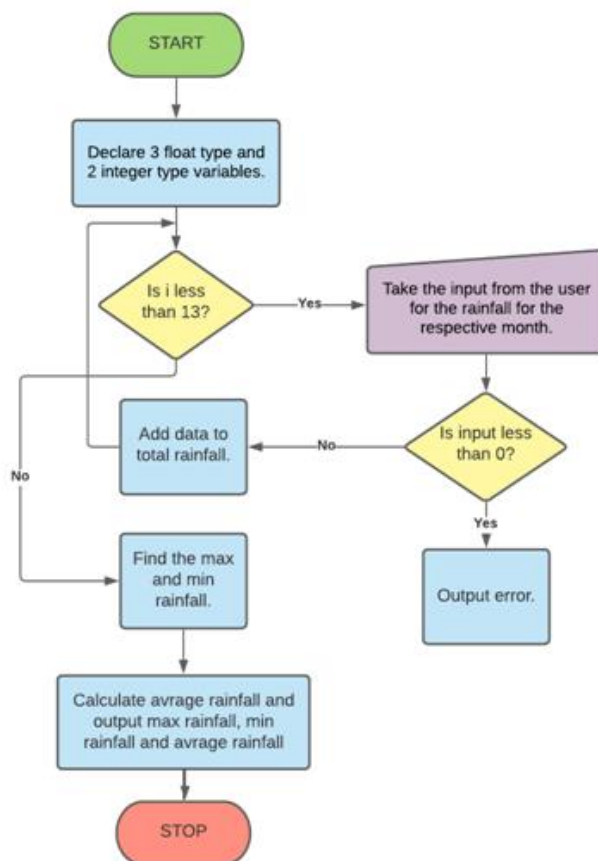 START
Declare 3 float type and
2 integer type variables.
Is i less
than 13?
Yes
Take the input from the user
for the rainfall for the
respective month.
Is input less
than 0?
No
Add data to
total rainfall.
Yes
Output error.
No
Find the max
and min
rainfall.
Calculate avrage rainfall and
output max rainfall, min
rainfall and avrage rainfall
STOP